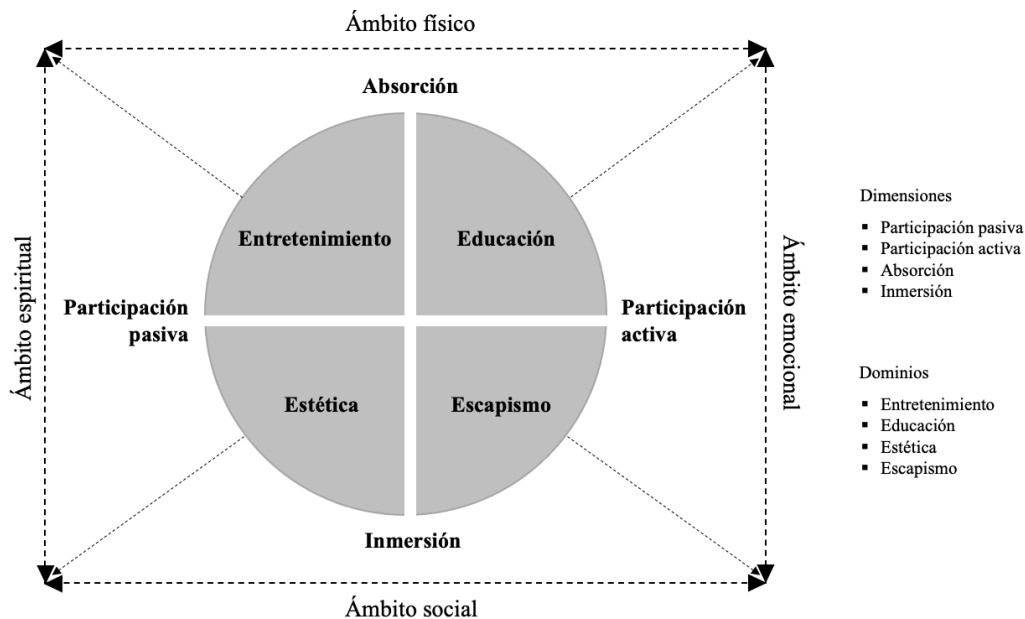 Ámbito físico
Absorción
Entretenimiento
Educación
Ámbito espiritual
Participación
pasiva
Participación
activa
Ámbito emocional
Estética
Escapismo
Inmersión
Ámbito social
Dimensiones
▪ Participación pasiva
▪ Participación activa
▪ Absorción
▪ Inmersión
Dominios
▪ Entretenimiento
▪ Educación
▪ Estética
▪ Escapismo